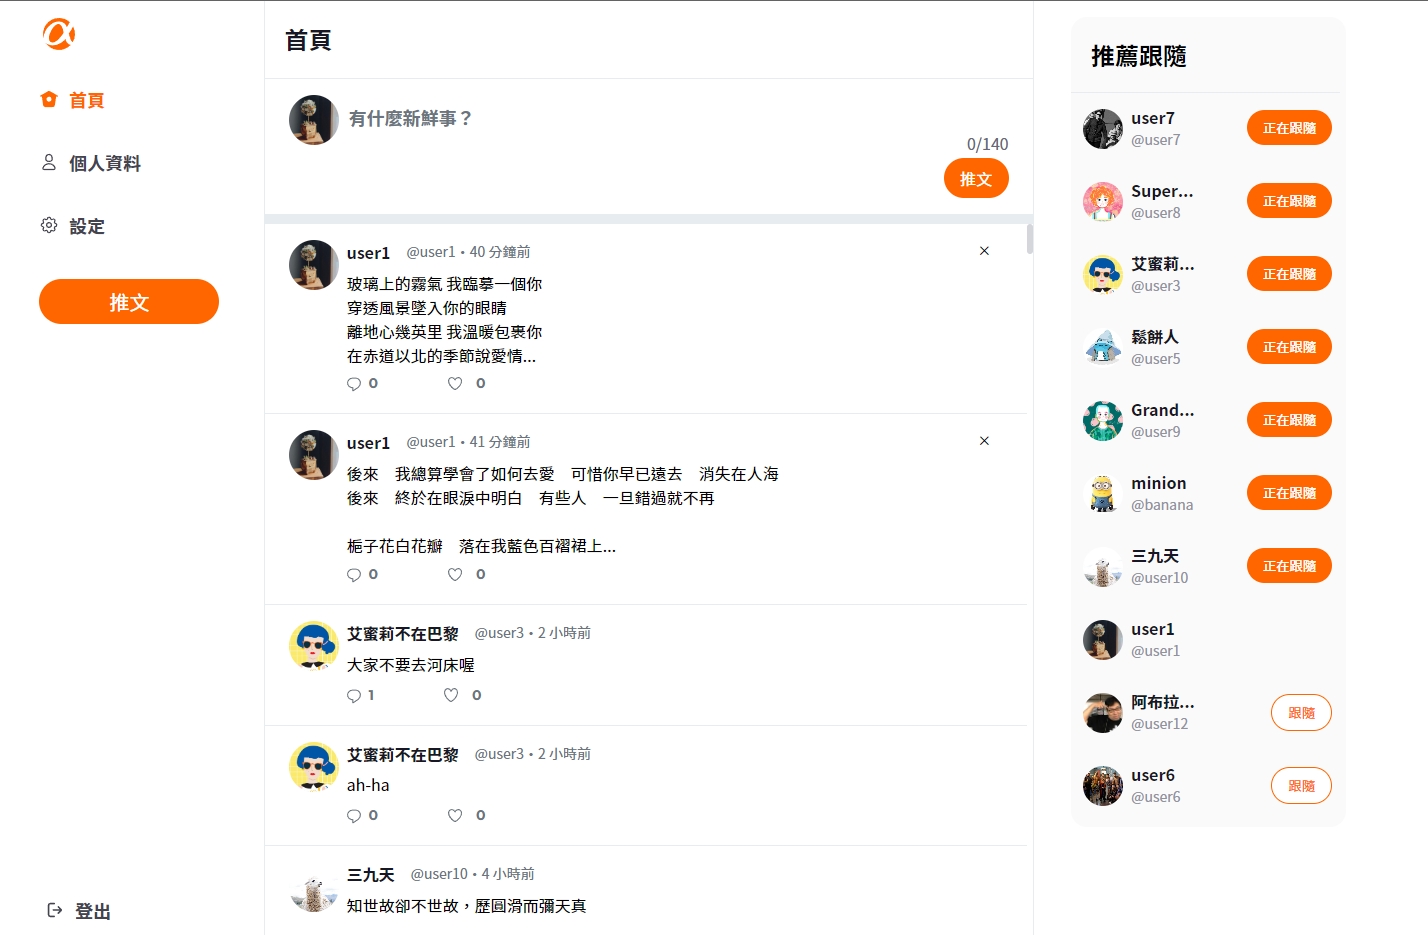 首頁
個人資料
設定
推文
登出
首頁
有什麼新鮮事？
0/140
推文
user1 @user1・40 分鐘前
玻璃上的霧氣 我臨摹一個你
穿透風景墜入你的眼睛
離地心幾英里 我溫暖包裹你
在赤道以北的季節說愛情...
0 0
user1 @user1・41 分鐘前
後來　我總算學會了如何去愛　可惜你早已遠去　消失在人海
後來　終於在眼淚中明白　有些人　一旦錯過就不再
梔子花白花瓣　落在我藍色百褶裙上...
0 0
艾蜜莉不在巴黎 @user3・2 小時前
大家不要去河床喔
1 0
艾蜜莉不在巴黎 @user3・2 小時前
ah-ha
0 0
三九天 @user10・4 小時前
知世故卻不世故，歷圓滑而彌天真
推薦跟隨
user7
@user7
正在跟隨
Super...
@user8
正在跟隨
艾蜜莉...
@user3
正在跟隨
鬆餅人
@user5
正在跟隨
Grand...
@user9
正在跟隨
minion
@banana
正在跟隨
三九天
@user10
正在跟隨
user1
@user1
阿布拉...
@user12
跟隨
user6
@user6
跟隨